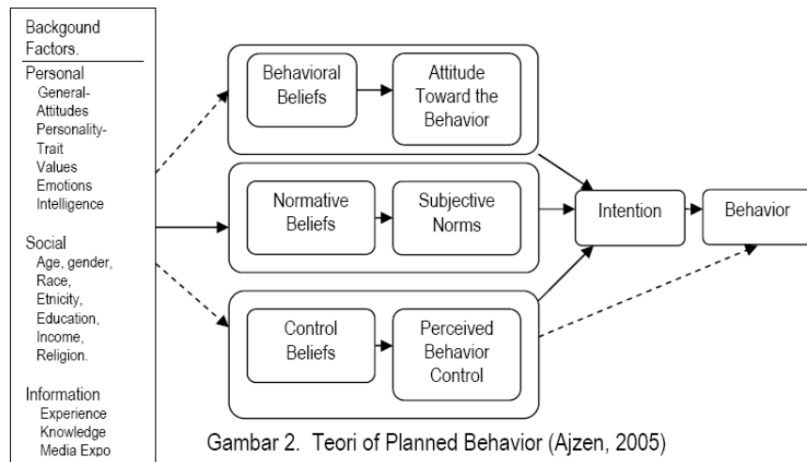 Backgound
Factors.
Personal
General-
Attitudes
Personality-
Trait
Values
Emotions
Intelligence
Social
Age, gender,
Race,
Etnicity,
Education,
Income,
Religion.
Information
Experience
Knowledge
Media Expo
Behavioral
Beliefs
Attitude
Toward the
Behavior
Normative
Beliefs
Subjective
Norms
Control
Beliefs
Perceived
Behavior
Control
Intention
Behavior
Gambar 2. Teori of Planned Behavior (Ajzen, 2005)